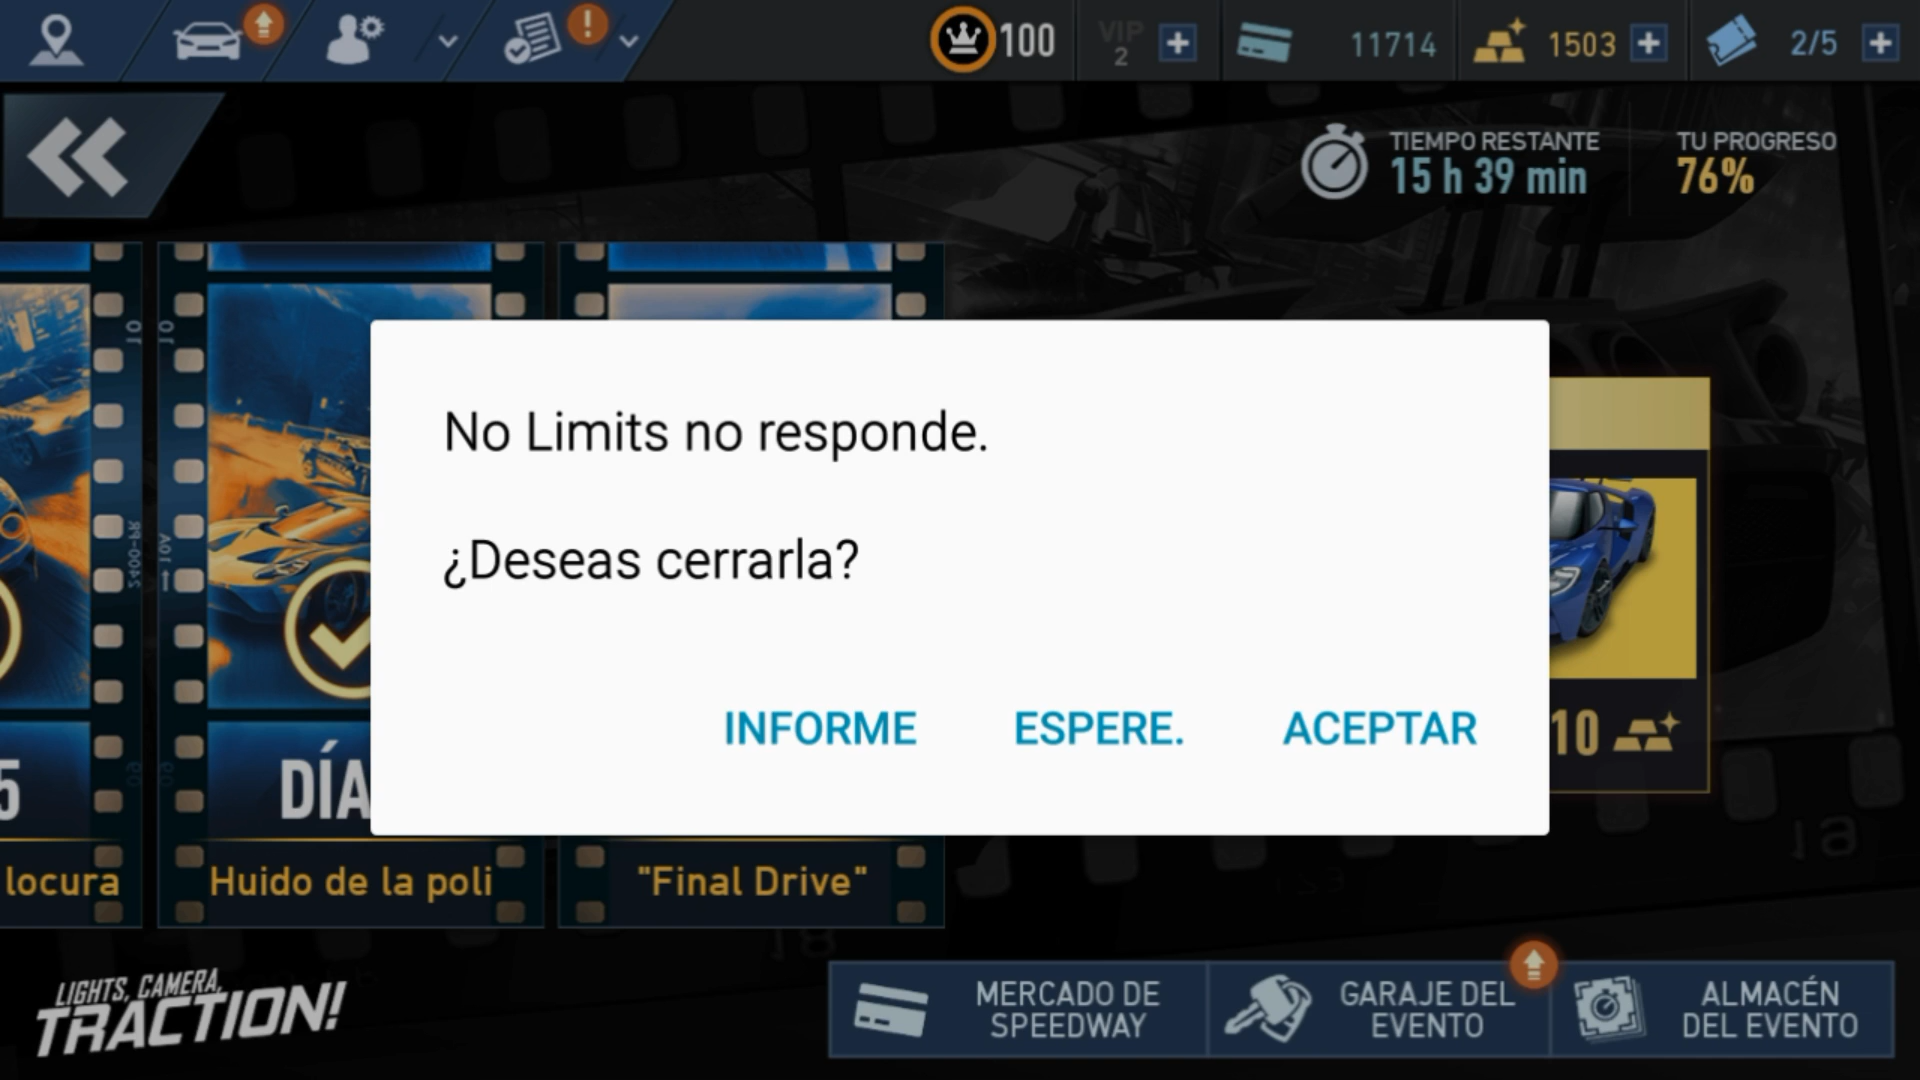 100
VIP
2
11714
1503
2/5
TIEMPO RESTANTE
15 h 39 min
TU PROGRESO
76%
No Limits no responde.
¿Deseas cerrarla?
INFORME
ESPERE.
ACEPTAR
10
5
DÍA
locura
Huido de la poli
"Final Drive"
LIGHTS, CAMERA,
TRACTION!
MERCADO DE
SPEEDWAY
GARAJE DEL
EVENTO
ALMACÉN
DEL EVENTO